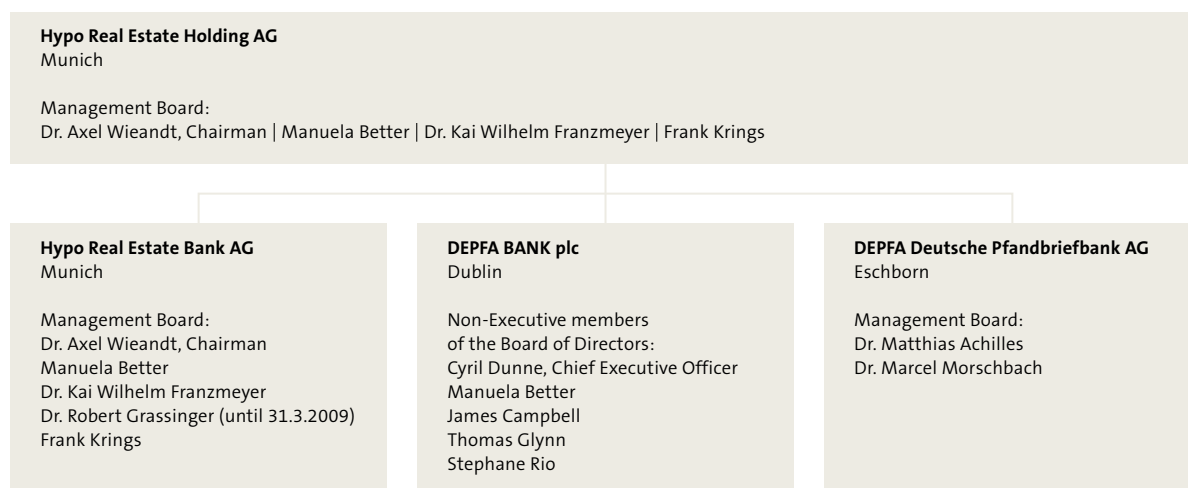 Hypo Real Estate Holding AG
Munich
Management Board:
Dr. Axel Wieandt, Chairman | Manuela Better | Dr. Kai Wilhelm Franzmeyer | Frank Krings
Hypo Real Estate Bank AG
Munich
Management Board:
Dr. Axel Wieandt, Chairman
Manuela Better
Dr. Kai Wilhelm Franzmeyer
Dr. Robert Grassinger (until 31.3.2009)
Frank Krings
DEPFA BANK plc
Dublin
Non-Executive members
of the Board of Directors:
Cyril Dunne, Chief Executive Officer
Manuela Better
James Campbell
Thomas Glynn
Stephane Rio
DEPFA Deutsche Pfandbriefbank AG
Eschborn
Management Board:
Dr. Matthias Achilles
Dr. Marcel Morschbach